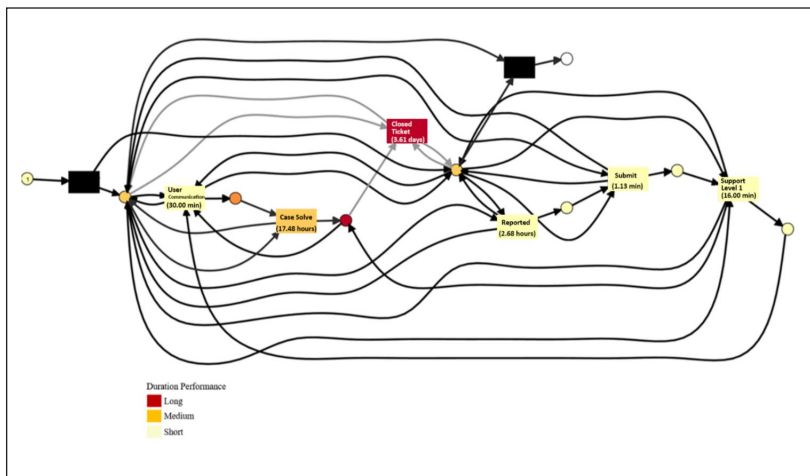 Closed
Ticket
(3.61 days)
User
Communication
(30.00 min)
Case Solve
(17.48 hours)
Submit
(1.13 min)
Support
Level 1
(16.00 min)
Reported
(2.68 hours)
Duration Performance
Long
Medium
Short